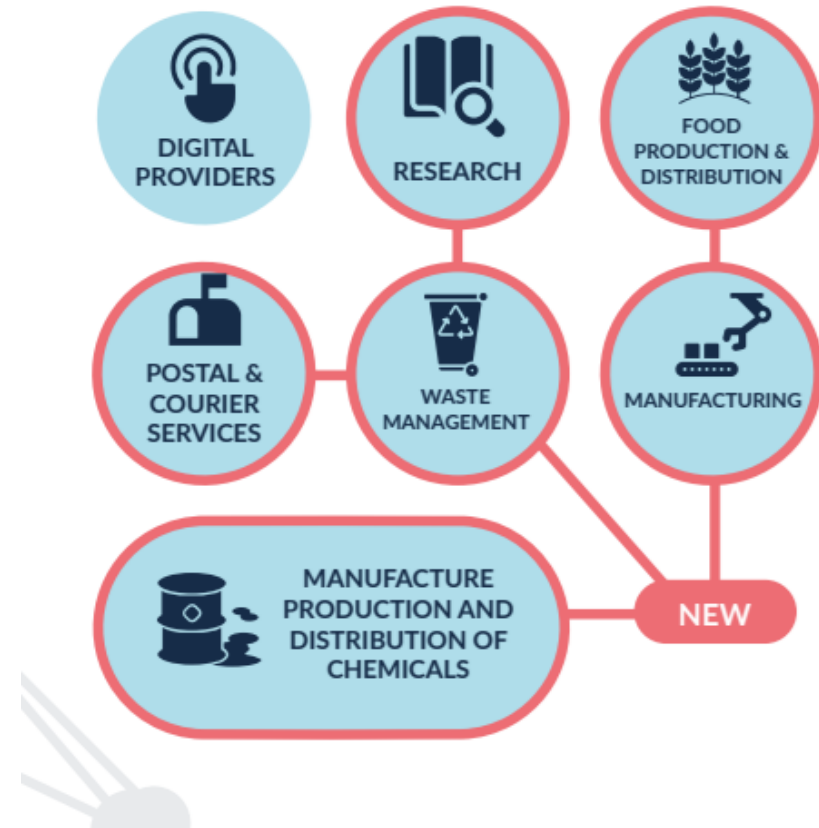 DIGITAL
PROVIDERS
RESEARCH
FOOD
PRODUCTION &
DISTRIBUTION
POSTAL &
COURIER
SERVICES
WASTE
MANAGEMENT
MANUFACTURING
MANUFACTURE
PRODUCTION AND
DISTRIBUTION OF
CHEMICALS
NEW